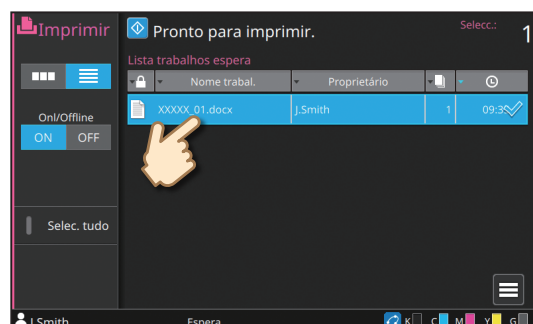 Imprimir
Pronto para imprimir.
Selecc.:
1
Lista trabalhos espera
Nome trabal.
Proprietário
XXXXX_01.docx
J.Smith
1
09:39
Onl/Offline
ON
OFF
Selec. tudo
J.Smith
Espera
K
C
M
Y
G